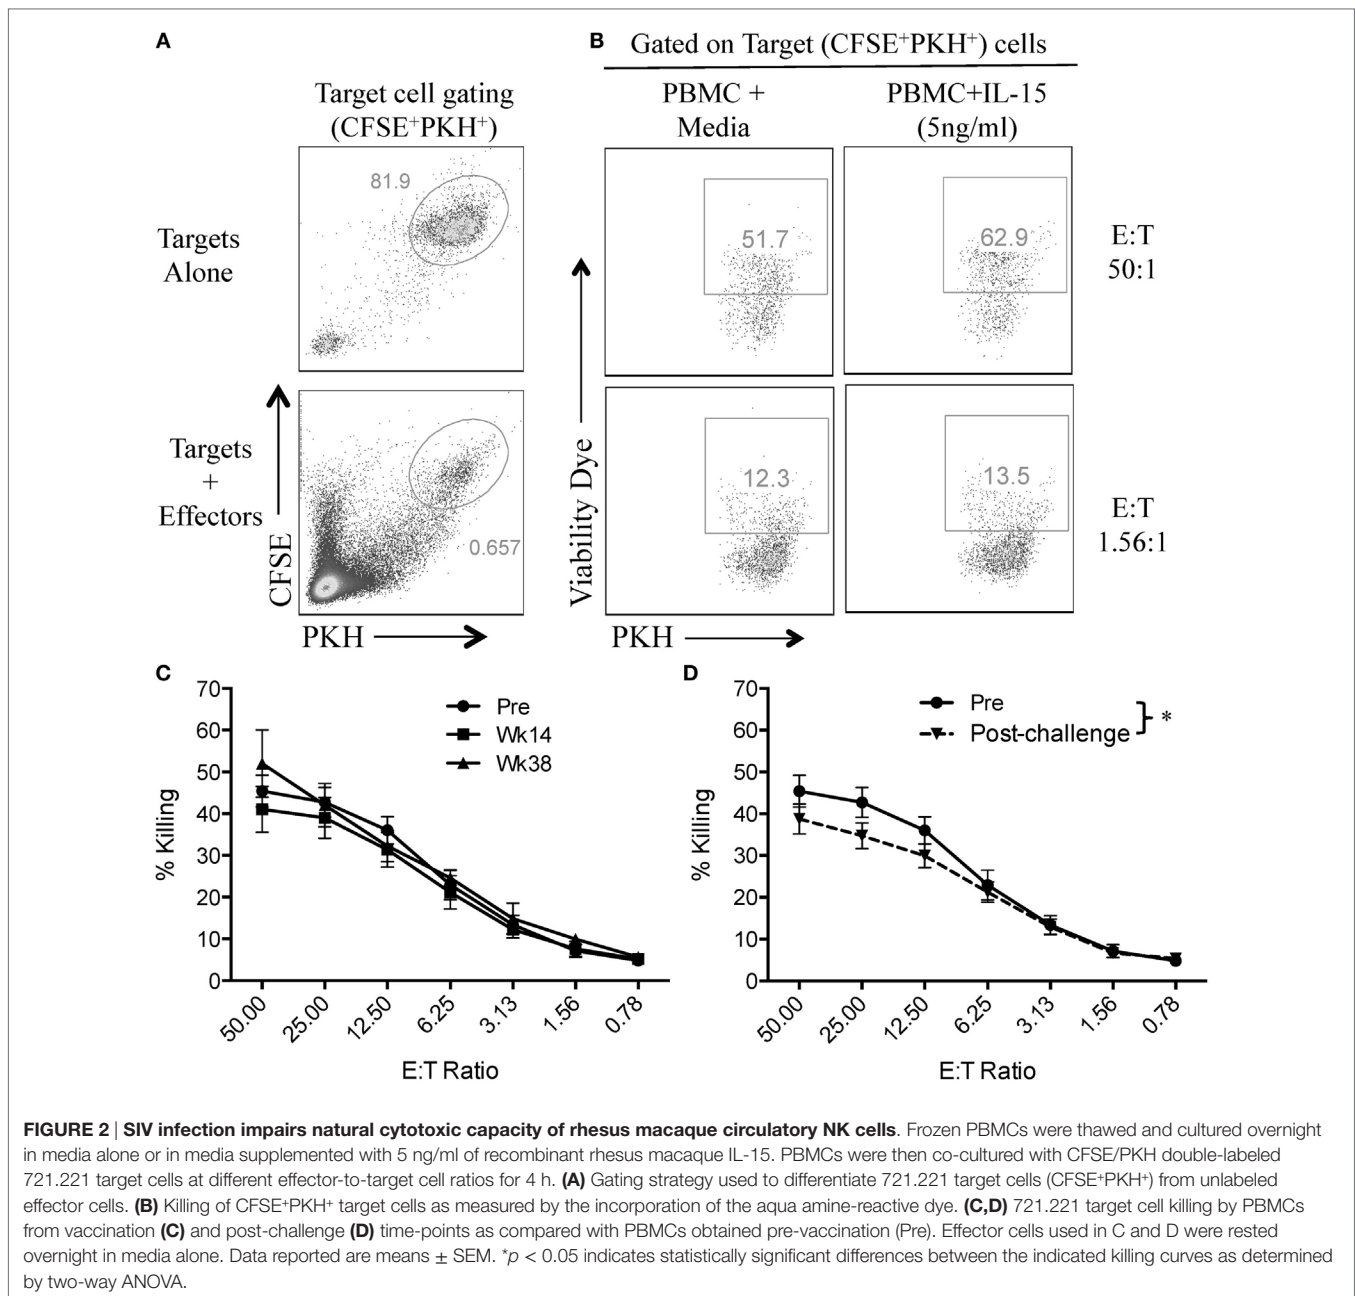 A
Target cell gating
(CFSE⁺PKH⁺)
Targets
Alone
81.9
Targets
+
Effectors
0.657
CFSE
PKH
B
Gated on Target (CFSE⁺PKH⁺) cells
PBMC +
Media
PBMC+IL-15
(5ng/ml)
51.7
62.9
E:T
50:1
12.3
13.5
E:T
1.56:1
Viability Dye
PKH
C
% Killing
70
60
50
40
30
20
10
0
Pre
Wk14
Wk38
50.00
25.00
12.50
6.25
3.13
1.56
0.78
E:T Ratio
D
% Killing
70
60
50
40
30
20
10
0
Pre
Post-challenge
*
50.00
25.00
12.50
6.25
3.13
1.56
0.78
E:T Ratio
FIGURE 2 | SIV infection impairs natural cytotoxic capacity of rhesus macaque circulatory NK cells. Frozen PBMCs were thawed and cultured overnight
in media alone or in media supplemented with 5 ng/ml of recombinant rhesus macaque IL-15. PBMCs were then co-cultured with CFSE/PKH double-labeled
721.221 target cells at different effector-to-target cell ratios for 4 h. (A) Gating strategy used to differentiate 721.221 target cells (CFSE⁺PKH⁺) from unlabeled
effector cells. (B) Killing of CFSE⁺PKH⁺ target cells as measured by the incorporation of the aqua amine-reactive dye. (C,D) 721.221 target cell killing by PBMCs
from vaccination (C) and post-challenge (D) time-points as compared with PBMCs obtained pre-vaccination (Pre). Effector cells used in C and D were rested
overnight in media alone. Data reported are means ± SEM. *p < 0.05 indicates statistically significant differences between the indicated killing curves as determined
by two-way ANOVA.